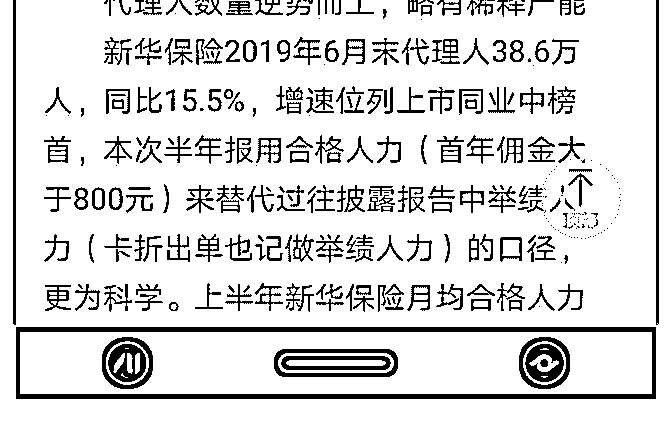 代理人数量逆势而上，略有稀释产能
新华保险2019年6月末代理人38.6万
人，同比15.5%，增速位列上市同业中榜
首，本次半年报用合格人力（首年佣金大
于800元）来替代过往披露报告中举绩人
力（卡折出单也记做举绩人力）的口径，
更为科学。上半年新华保险月均合格人力